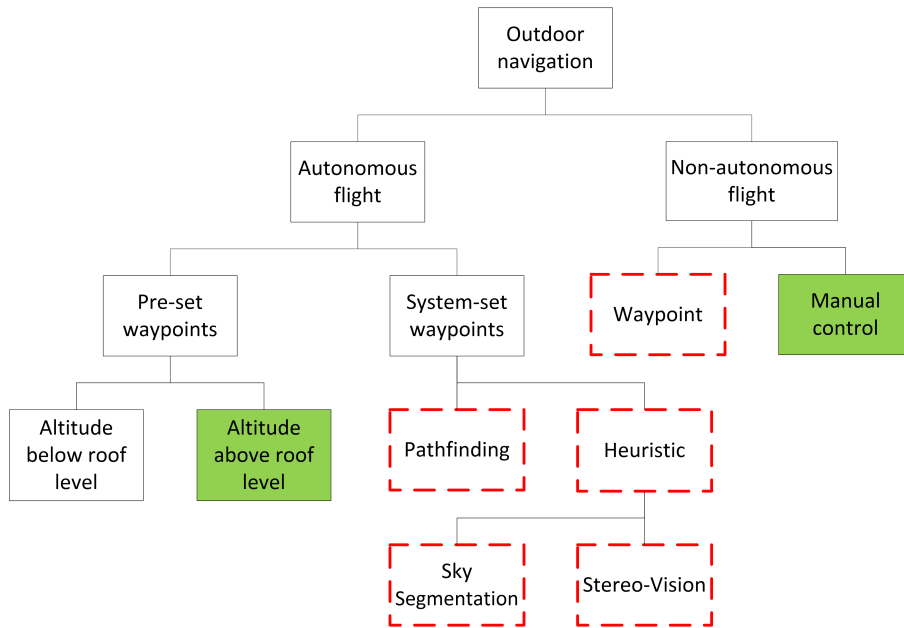 Outdoor
navigation
Autonomous
flight
Non-autonomous
flight
Pre-set
waypoints
System-set
waypoints
Waypoint
Manual
control
Altitude
below roof
level
Altitude
above roof
level
Pathfinding
Heuristic
Sky
Segmentation
Stereo-Vision